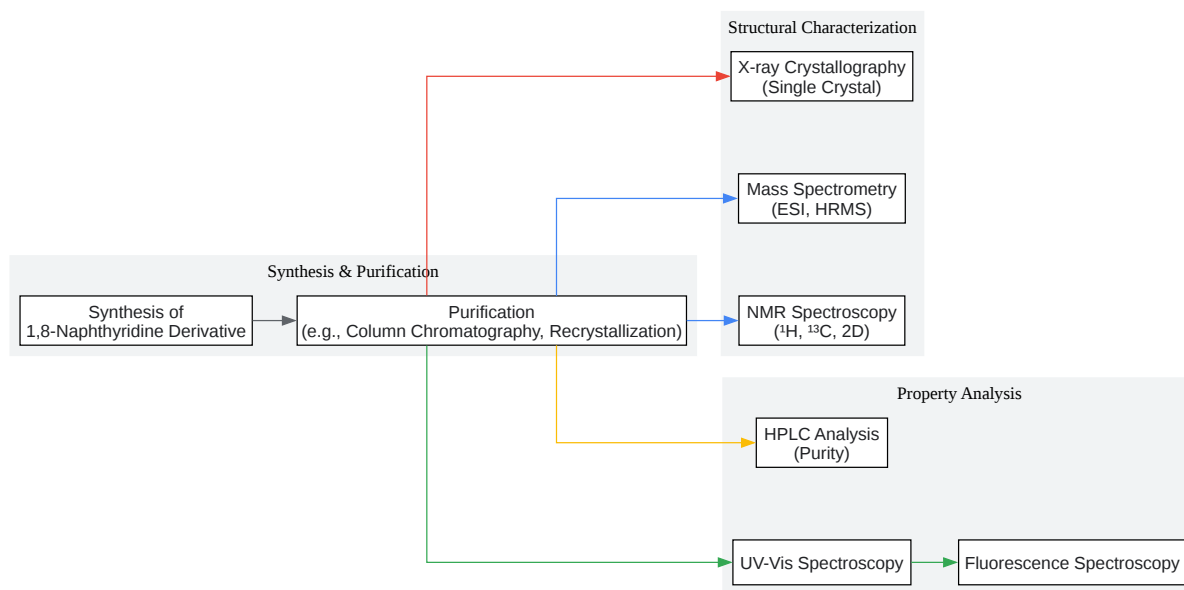 Structural Characterization
X-ray Crystallography
(Single Crystal)
Mass Spectrometry
(ESI, HRMS)
Synthesis & Purification
Synthesis of
1,8-Naphthyridine Derivative
Purification
(e.g., Column Chromatography, Recrystallization)
NMR Spectroscopy
(¹H, ¹³C, 2D)
Property Analysis
HPLC Analysis
(Purity)
UV-Vis Spectroscopy
Fluorescence Spectroscopy